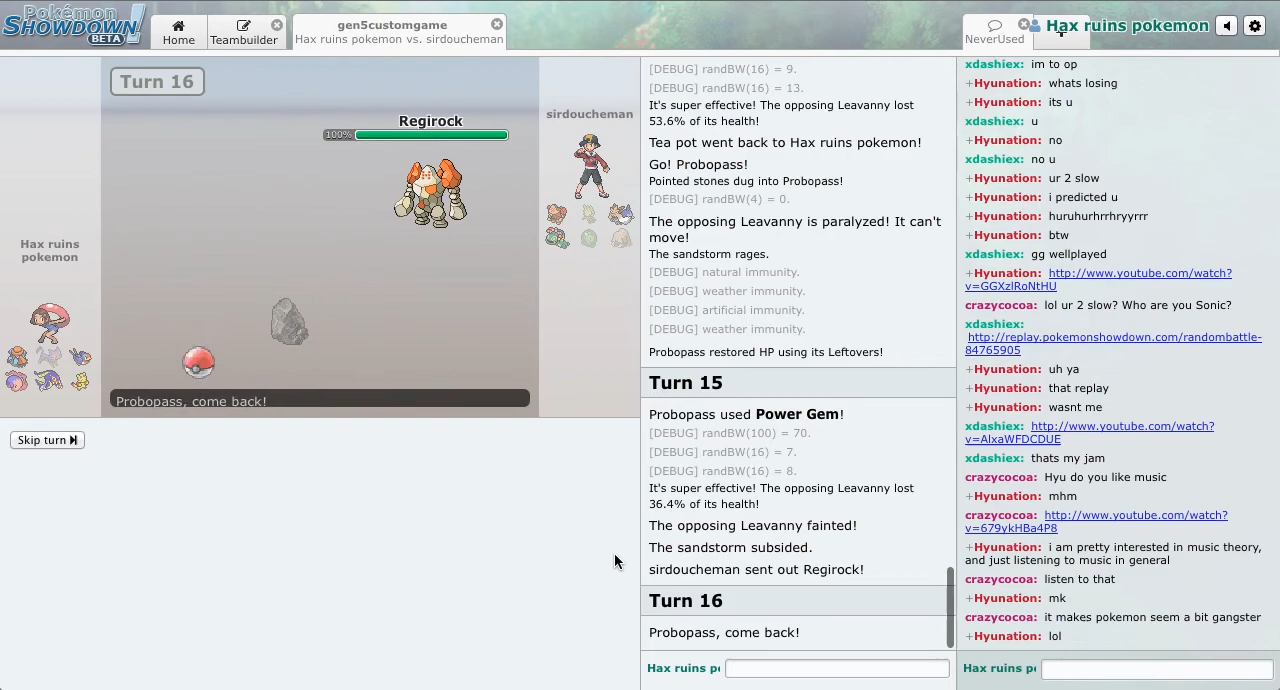 Pokémon
SHOWDOWN!
BETA
Home
Teambuilder
gen5customgame
Hax ruins pokemon vs. sirdoucheman
NeverUsed
Hax ruins pokemon
Turn 16
Regirock
100%
Hax ruins
pokemon
sirdoucheman
Probopass, come back!
Skip turn
[DEBUG] randBW(16) = 9.
[DEBUG] randBW(16) = 13.
It's super effective! The opposing Leavanny lost
53.6% of its health!
Tea pot went back to Hax ruins pokemon!
Go! Probopass!
Pointed stones dug into Probopass!
[DEBUG] randBW(4) = 0.
The opposing Leavanny is paralyzed! It can't
move!
The sandstorm rages.
[DEBUG] natural immunity.
[DEBUG] weather immunity.
[DEBUG] artificial immunity.
[DEBUG] weather immunity.
Probopass restored HP using its Leftovers!
Turn 15
Probopass used Power Gem!
[DEBUG] randBW(100) = 70.
[DEBUG] randBW(16) = 7.
[DEBUG] randBW(16) = 8.
It's super effective! The opposing Leavanny lost
36.4% of its health!
The opposing Leavanny fainted!
The sandstorm subsided.
sirdoucheman sent out Regirock!
Turn 16
Probopass, come back!
Hax ruins p
xdashiex: im to op
+Hyunation: whats losing
+Hyunation: its u
xdashiex: u
+Hyunation: no
xdashiex: no u
+Hyunation: ur 2 slow
+Hyunation: i predicted u
+Hyunation: huruhurhrrhryyrrr
+Hyunation: btw
xdashiex: gg wellplayed
+Hyunation: http://www.youtube.com/watch?
v=GGXzlRoNtHU
crazycocoa: lol ur 2 slow? Who are you Sonic?
xdashiex:
http://replay.pokemonshowdown.com/randombattle-
84765905
+Hyunation: uh ya
+Hyunation: that replay
+Hyunation: wasnt me
xdashiex: http://www.youtube.com/watch?
v=AlxaWFDCDUE
xdashiex: thats my jam
crazycocoa: Hyu do you like music
+Hyunation: mhm
crazycocoa: http://www.youtube.com/watch?
v=679ykHBa4P8
+Hyunation: i am pretty interested in music theory,
and just listening to music in general
crazycocoa: listen to that
+Hyunation: mk
crazycocoa: it makes pokemon seem a bit gangster
+Hyunation: lol
Hax ruins p